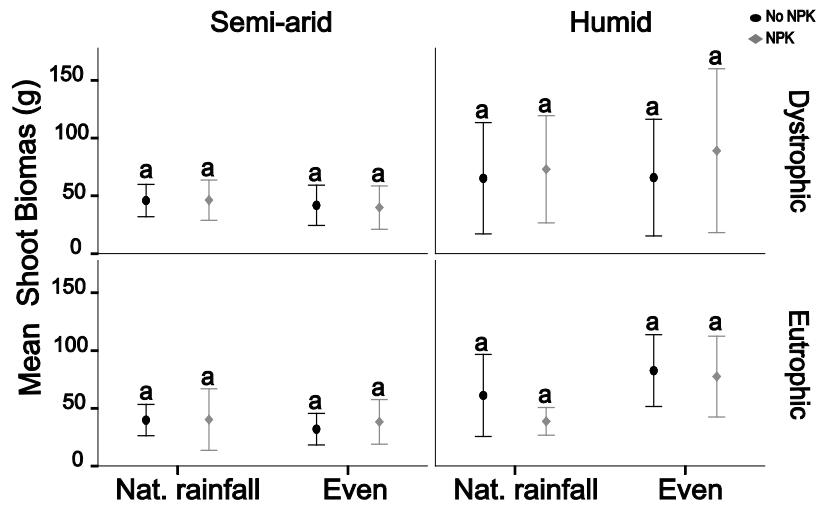 Semi-arid
Humid
No NPK
NPK
Mean Shoot Biomas (g)
150
100
50
0
a a a a
a a a a
Dystrophic
150
100
50
0
a a a a
a a a a
Eutrophic
Nat. rainfall Even
Nat. rainfall Even